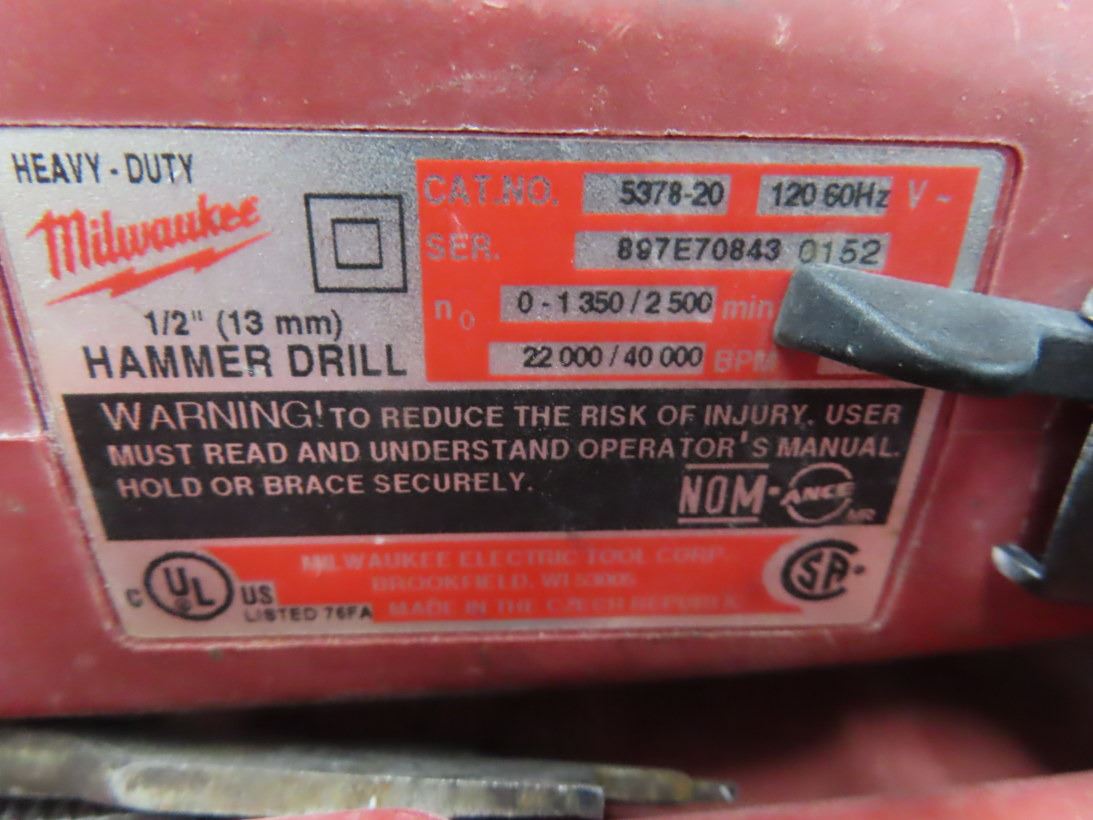 HEAVY-DUTY
Milwaukee
1/2" (13 mm)
HAMMER DRILL
CAT.NO. 5378-20 120 60Hz V~
SER. 897E70843 0152
n0 0-1 350/2 500 min
22 000/40 000 BPM
WARNING! TO REDUCE THE RISK OF INJURY, USER
MUST READ AND UNDERSTAND OPERATOR'S MANUAL.
HOLD OR BRACE SECURELY.
NOM-ANCE
C UL US
LISTED 76FA
MILWAUKEE ELECTRIC TOOL CORP.
BROOKFIELD, WI 53005
MADE IN THE CZECH REPUBLIC
SA